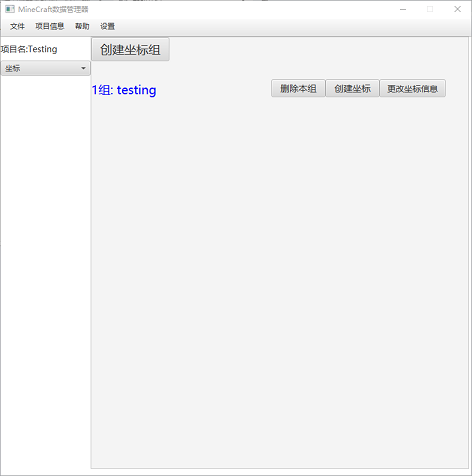 MineCraft数据管理器
文件 项目信息 帮助 设置
项目名:Testing
创建坐标组
坐标
1组: testing
删除本组 创建坐标 更改坐标信息